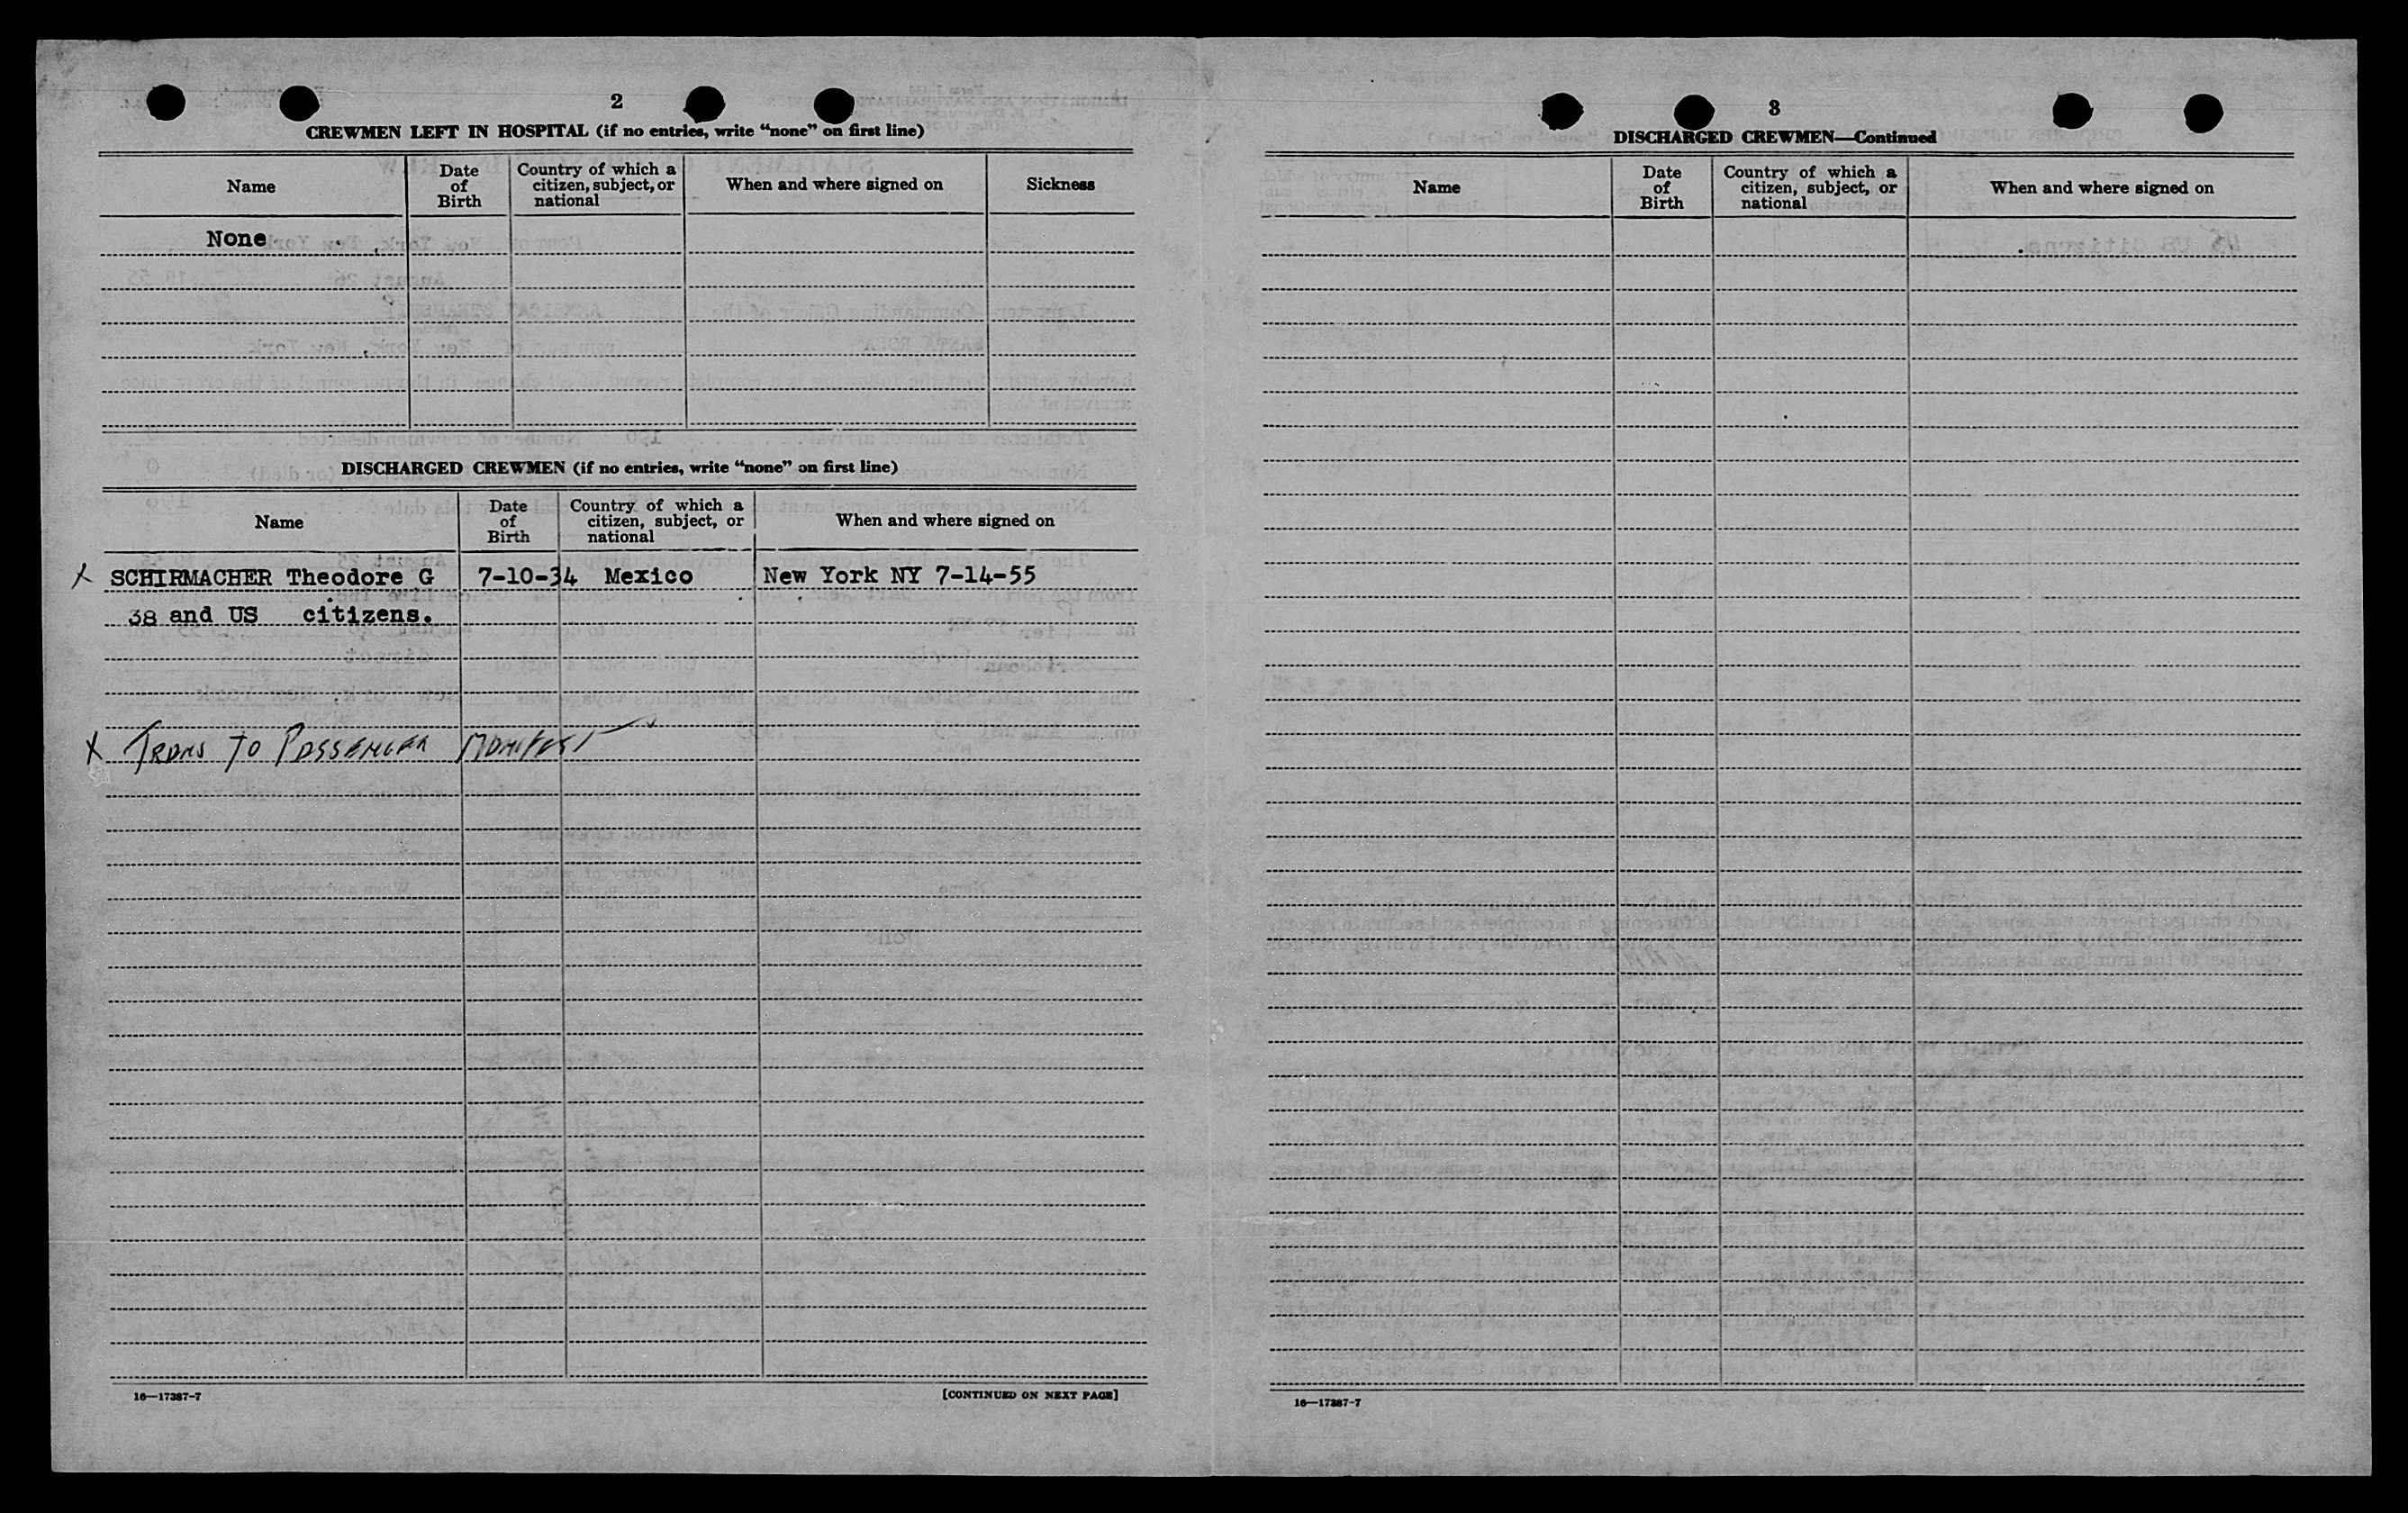 2
CREWMEN LEFT IN HOSPITAL (if no entries, write “none” on first line)
Name
Date of Birth
Country of which a citizen, subject, or national
When and where signed on
Sickness
None
DISCHARGED CREWMEN (if no entries, write “none” on first line)
Name
Date of Birth
Country of which a citizen, subject, or national
When and where signed on
X SCHIRMACHER Theodore G 7-10-34 Mexico New York NY 7-14-55
38 and US citizens.
X TRANS TO PASSENGER MANIFEST
16—17387-7
[CONTINUED ON NEXT PAGE]
3
DISCHARGED CREWMEN—Continued
Name
Date of Birth
Country of which a citizen, subject, or national
When and where signed on
16—17387-7